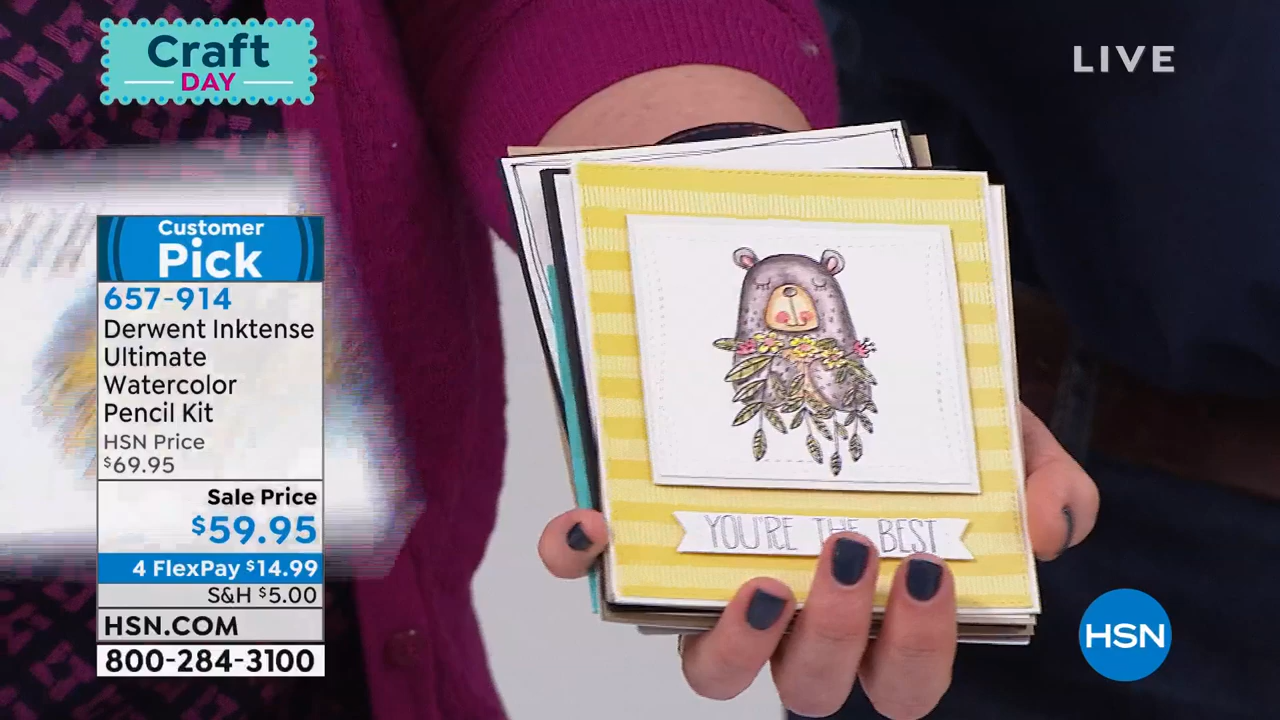 Craft
DAY
LIVE
Customer
Pick
657-914
Derwent Inktense
Ultimate
Watercolor
Pencil Kit
HSN Price
$69.95
Sale Price
$59.95
4 FlexPay $14.99
S&H $5.00
HSN.COM
800-284-3100
YOU'RE THE BEST
HSN